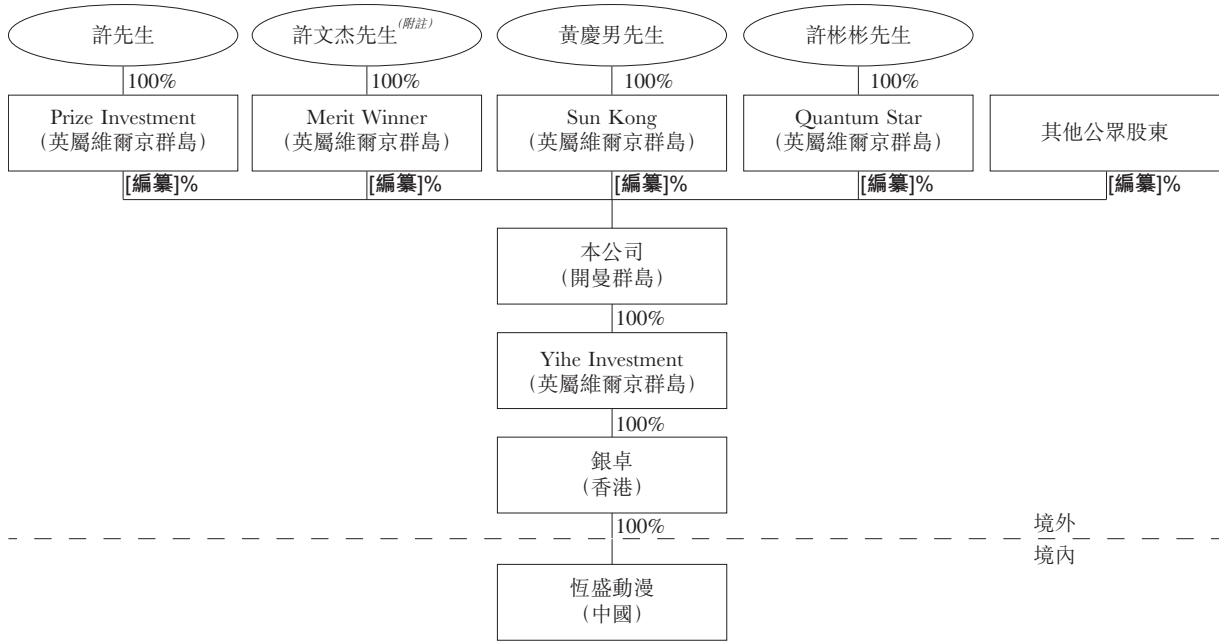 許先生
許文杰先生(附註)
黃慶男先生
許彬彬先生
100%
100%
100%
100%
Prize Investment
(英屬維爾京群島)
Merit Winner
(英屬維爾京群島)
Sun Kong
(英屬維爾京群島)
Quantum Star
(英屬維爾京群島)
其他公眾股東
[編纂]%
[編纂]%
[編纂]%
[編纂]%
[編纂]%
本公司
(開曼群島)
100%
Yihe Investment
(英屬維爾京群島)
100%
銀卓
(香港)
100%
境外
境內
恆盛動漫
(中國)